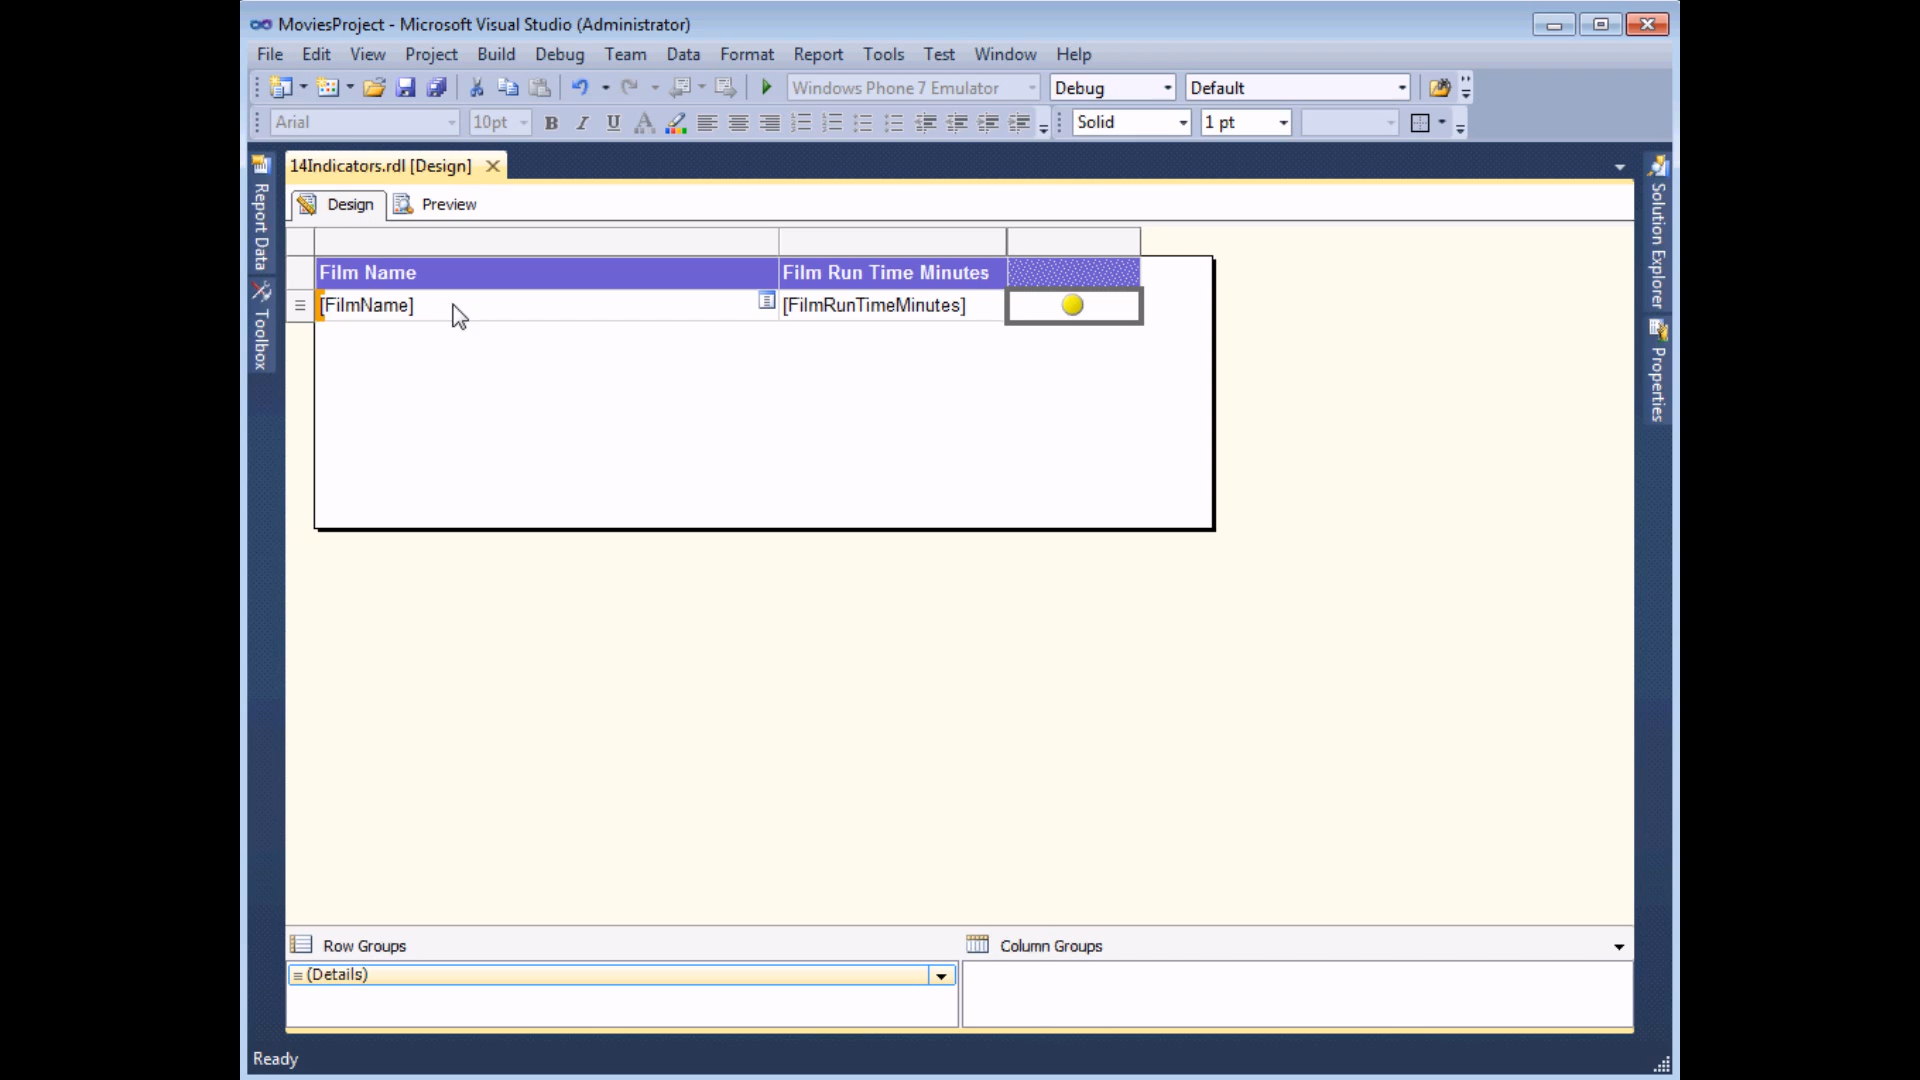 MoviesProject - Microsoft Visual Studio (Administrator)
File Edit View Project Build Debug Team Data Format Report Tools Test Window Help
Windows Phone 7 Emulator Debug Default
Arial 10pt B I U A Solid 1 pt
14Indicators.rdl [Design]
Design Preview
Report Data
Toolbox
Solution Explorer
Properties
Film Name Film Run Time Minutes
[FilmName] [FilmRunTimeMinutes]
Row Groups Column Groups
(Details)
Ready